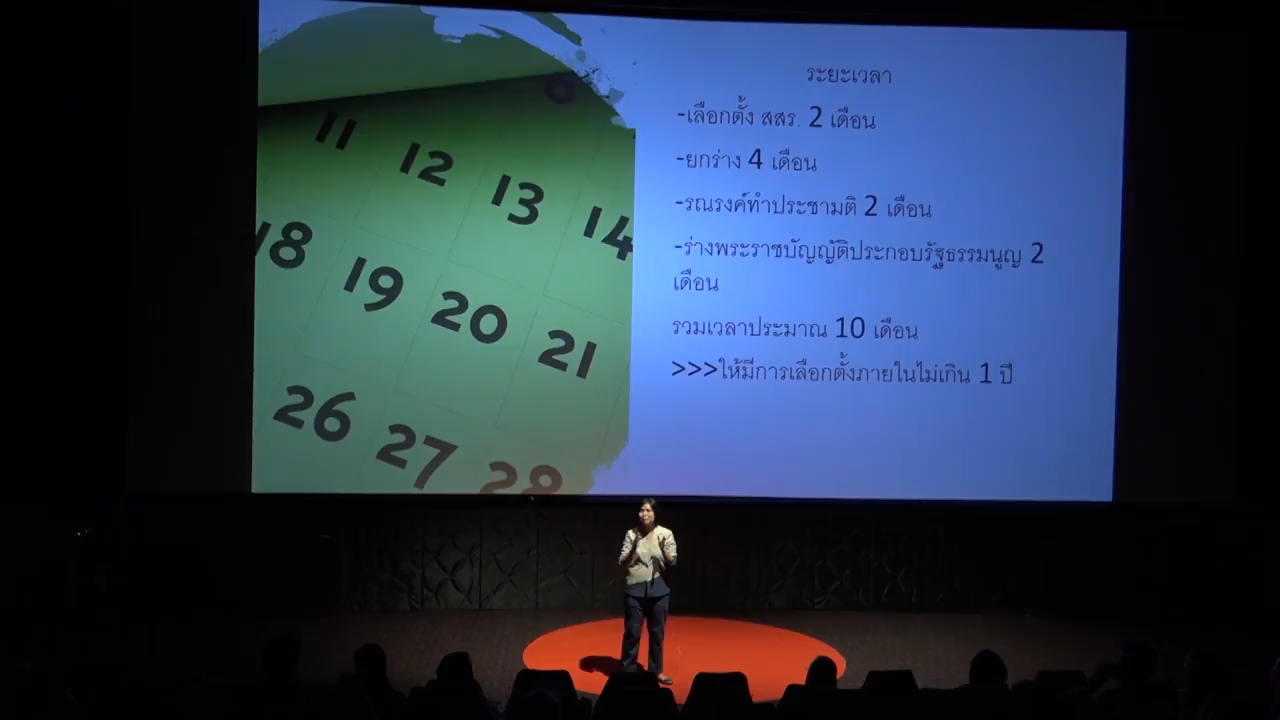 ระยะเวลา
-เลือกตั้ง สสร. 2 เดือน
-ยกร่าง 4 เดือน
-รณรงค์ทำประชามติ 2 เดือน
-ร่างพระราชบัญญัติประกอบรัฐธรรมนูญ 2
เดือน
รวมเวลาประมาณ 10 เดือน
>>>ให้มีการเลือกตั้งภายในไม่เกิน 1 ปี
11 12 13 14
18 19 20 21
26 27 28